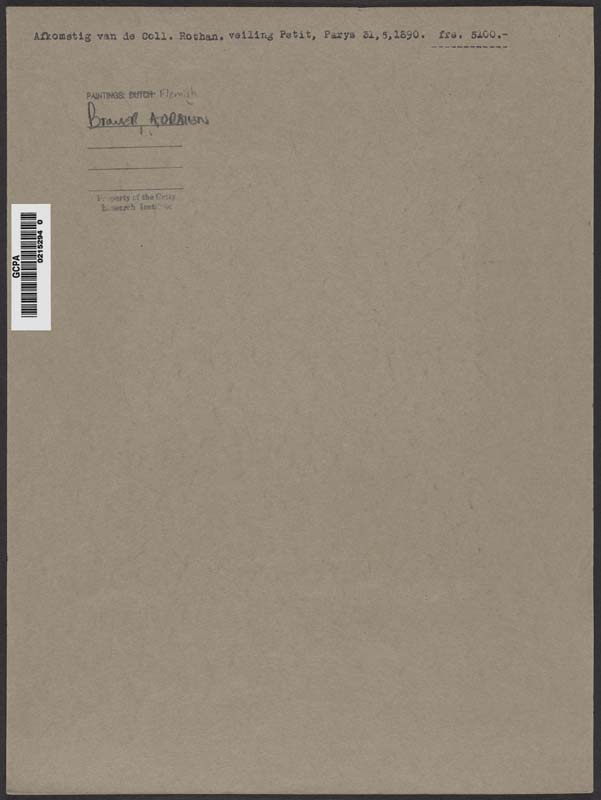 Afkomstig van de Coll. Rothan. veiling Petit, Parys 31,5,1890. frs. 5100.-
PAINTINGS: DUTCH Flemish
Brouwer, ADRAIEN
Property of the Getty
Research Institute
GCPA
0215294 0